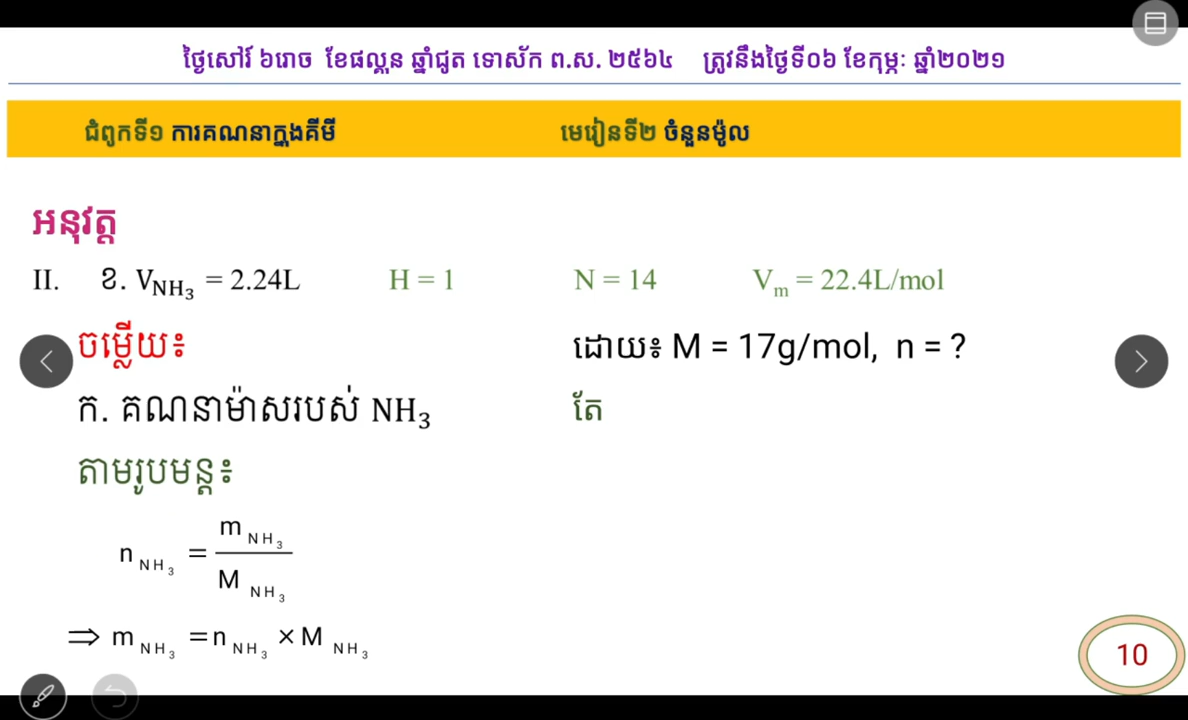 ថ្ងៃសៅរ៍ ៦រោច ខែផល្គុន ឆ្នាំជូត ទោស័ក ព.ស. ២៥៦៤ ត្រូវនឹងថ្ងៃទី០៦ ខែកុម្ភៈ ឆ្នាំ២០២១
ជំពូកទី១ ការគណនាក្នុងគីមី មេរៀនទី២ ចំនួនម៉ូល
អនុវត្ត
II. ខ. V_NH₃ = 2.24L H = 1 N = 14 V_m = 22.4L/mol
ចម្លើយ៖ ដោយ៖ M = 17g/mol, n = ?
ក. គណនាម៉ាសរបស់ NH₃ តែ
តាមរូបមន្ត៖
n_NH₃ = m_NH₃ / M_NH₃
⇒ m_NH₃ = n_NH₃ × M_NH₃
10